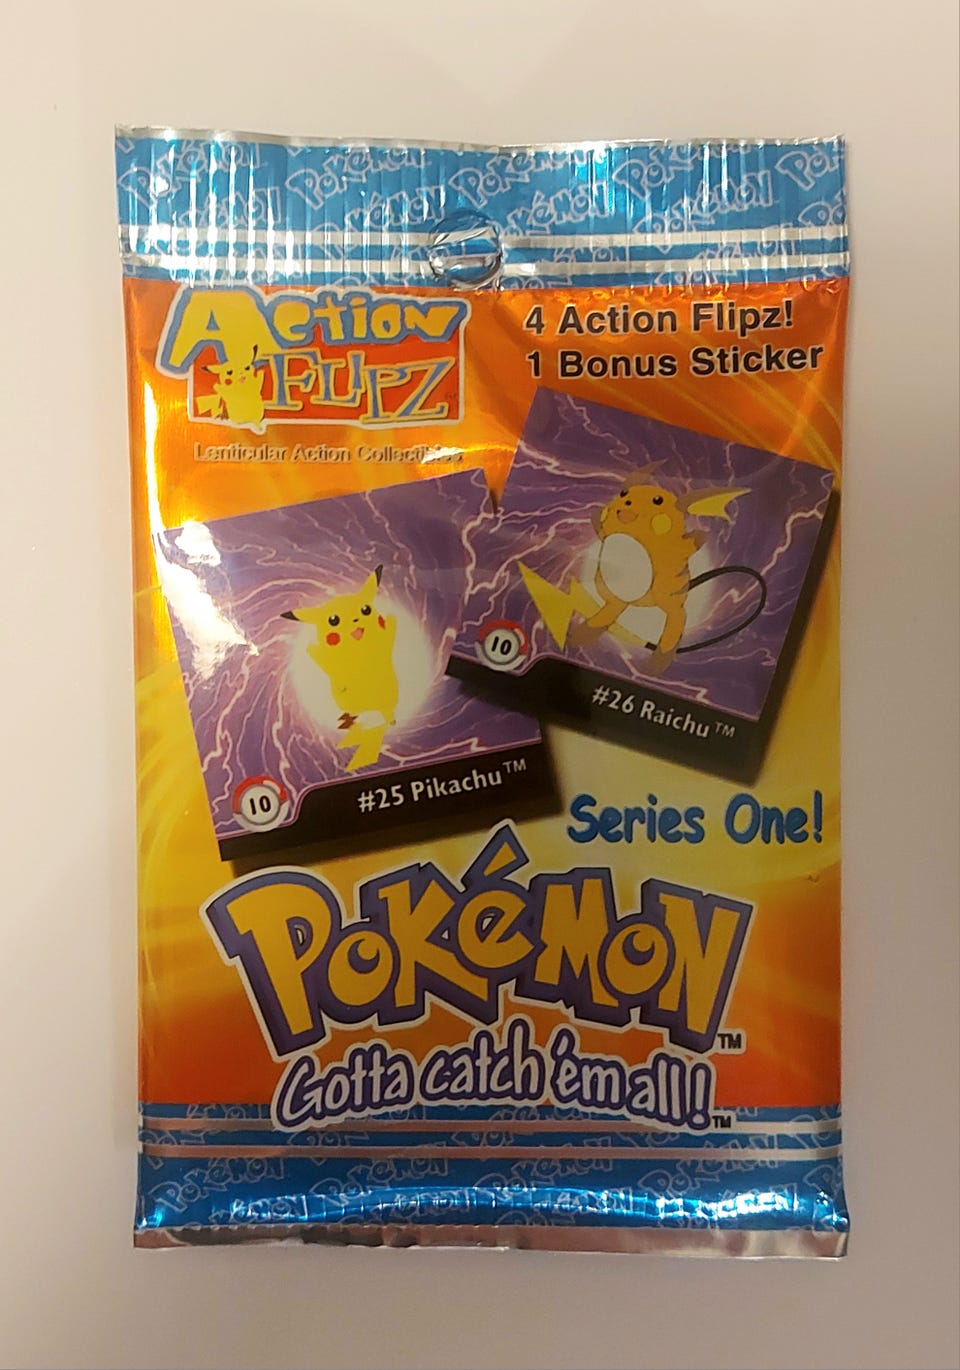 Pokémon Pokémon Pokémon Pokémon Pokémon
ACTION
FLIPZ
4 Action Flipz!
1 Bonus Sticker
Lenticular Action Collectibles
10
#26 Raichu™
10
#25 Pikachu™
Series One!
POKÉMON™
Gotta catch 'em all!™
Pokémon Pokémon Pokémon Pokémon